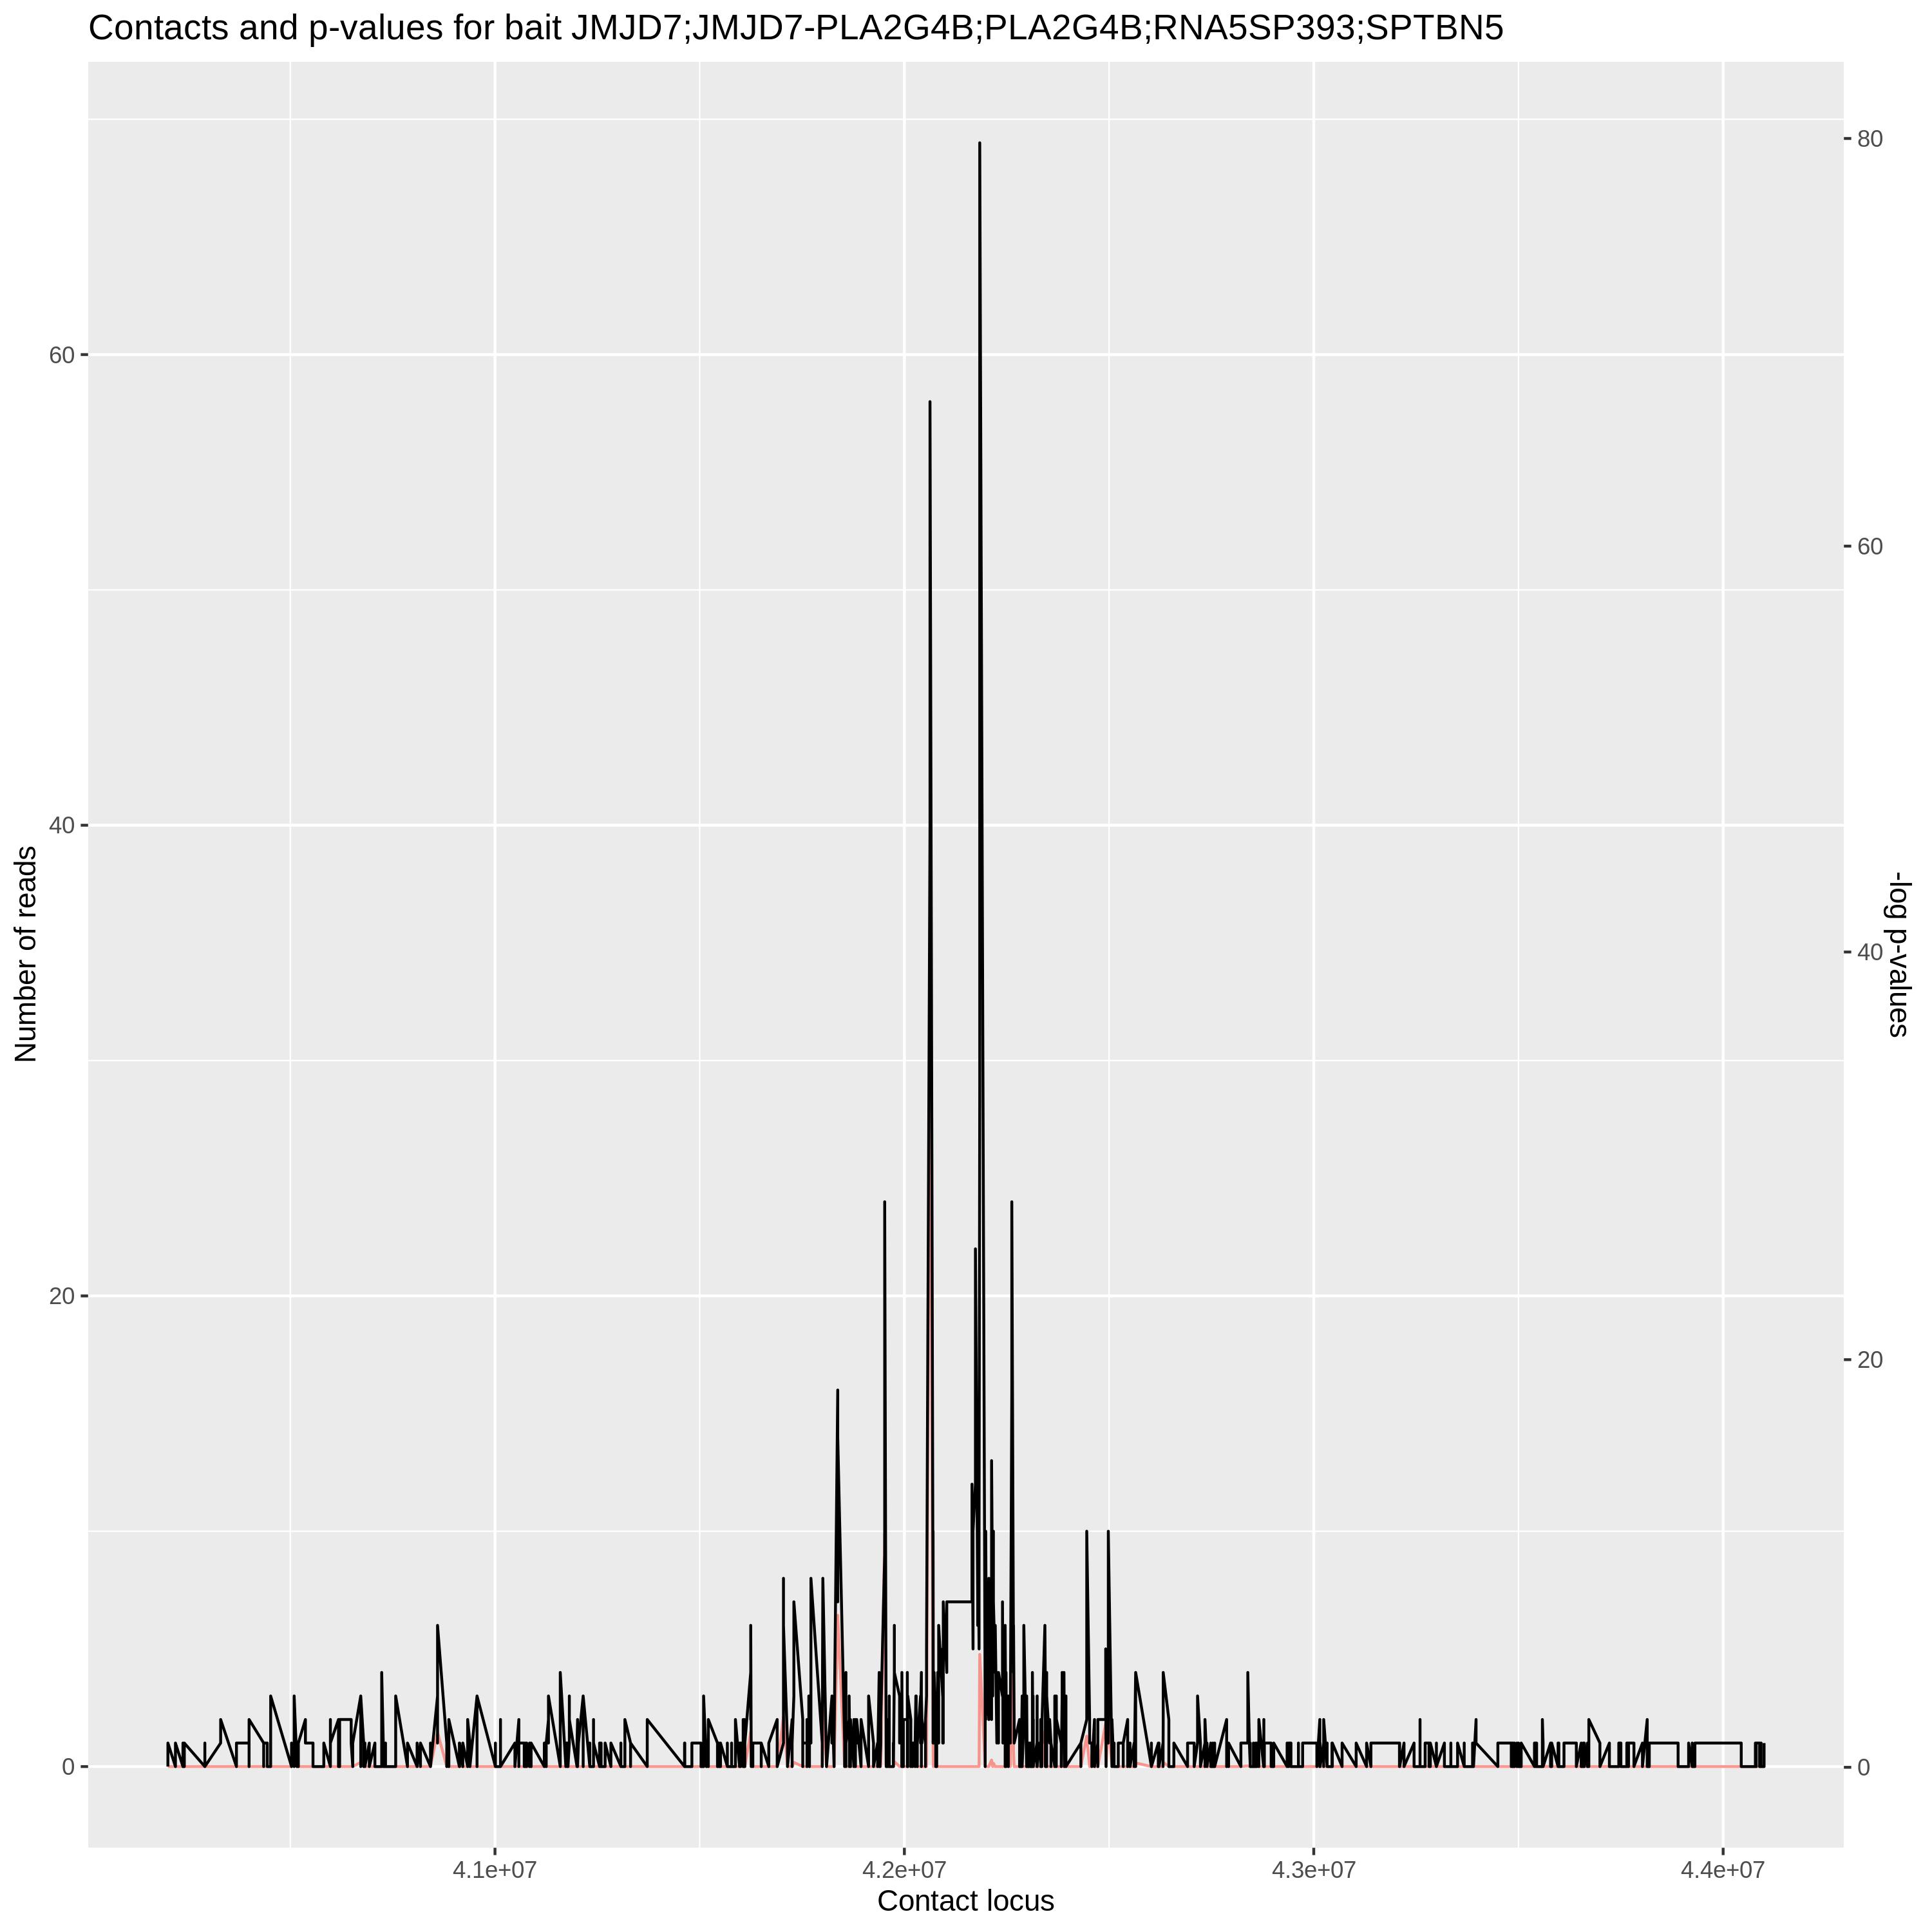 Contacts and p-values for bait JMJD7;JMJD7-PLA2G4B;PLA2G4B;RNA5SP393;SPTBN5
80
60
60
40
40
20
20
0
0
Number of reads
-log p-values
4.1e+07 4.2e+07 4.3e+07 4.4e+07
Contact locus